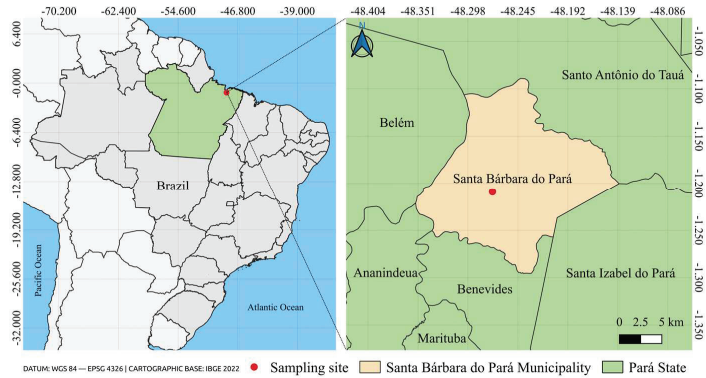 -70.200 -62.400 -54.600 -46.800 -39.000
6.400
-0.000
-6.400
-12.800
-19.200
-25.600
-32.000
Brazil
Pacific Ocean
Atlantic Ocean
-48.404 -48.351 -48.298 -48.245 -48.192 -48.139 -48.086
N
Santo Antônio do Tauá
Belém
Santa Bárbara do Pará
Ananindeua
Santa Izabel do Pará
Benevides
Marituba
0 2.5 5 km
-1.050
-1.100
-1.150
-1.200
-1.250
-1.300
-1.350
DATUM: WGS 84 — EPSG 4326 | CARTOGRAPHIC BASE: IBGE 2022 Sampling site Santa Bárbara do Pará Municipality Pará State